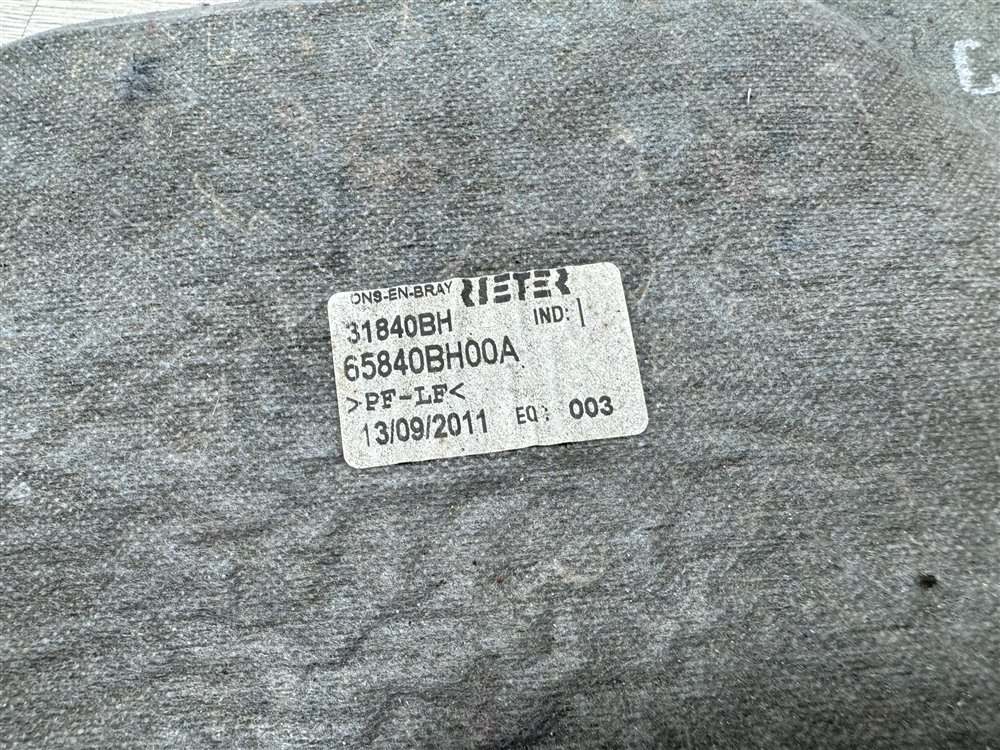 ONS-EN-BRAY RIETER
31840BH IND: |
65840BH00A
>PF-LF<
13/09/2011 EQ: 003
C